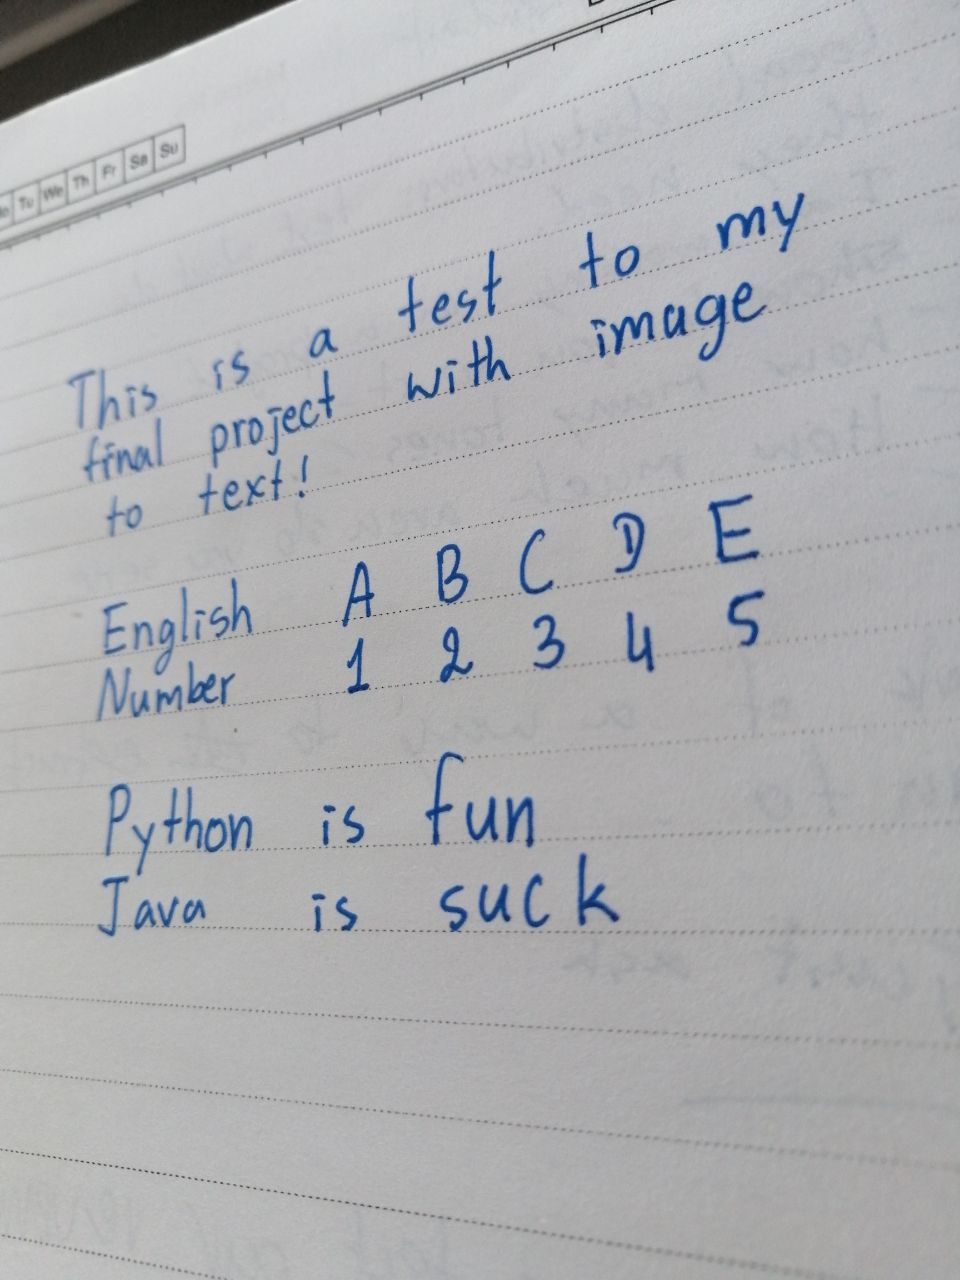 Tu We Th Fr Sa Su
This is a test to my
final project with image
to text!
English A B C D E
Number 1 2 3 4 5
Python is fun
Java is suck